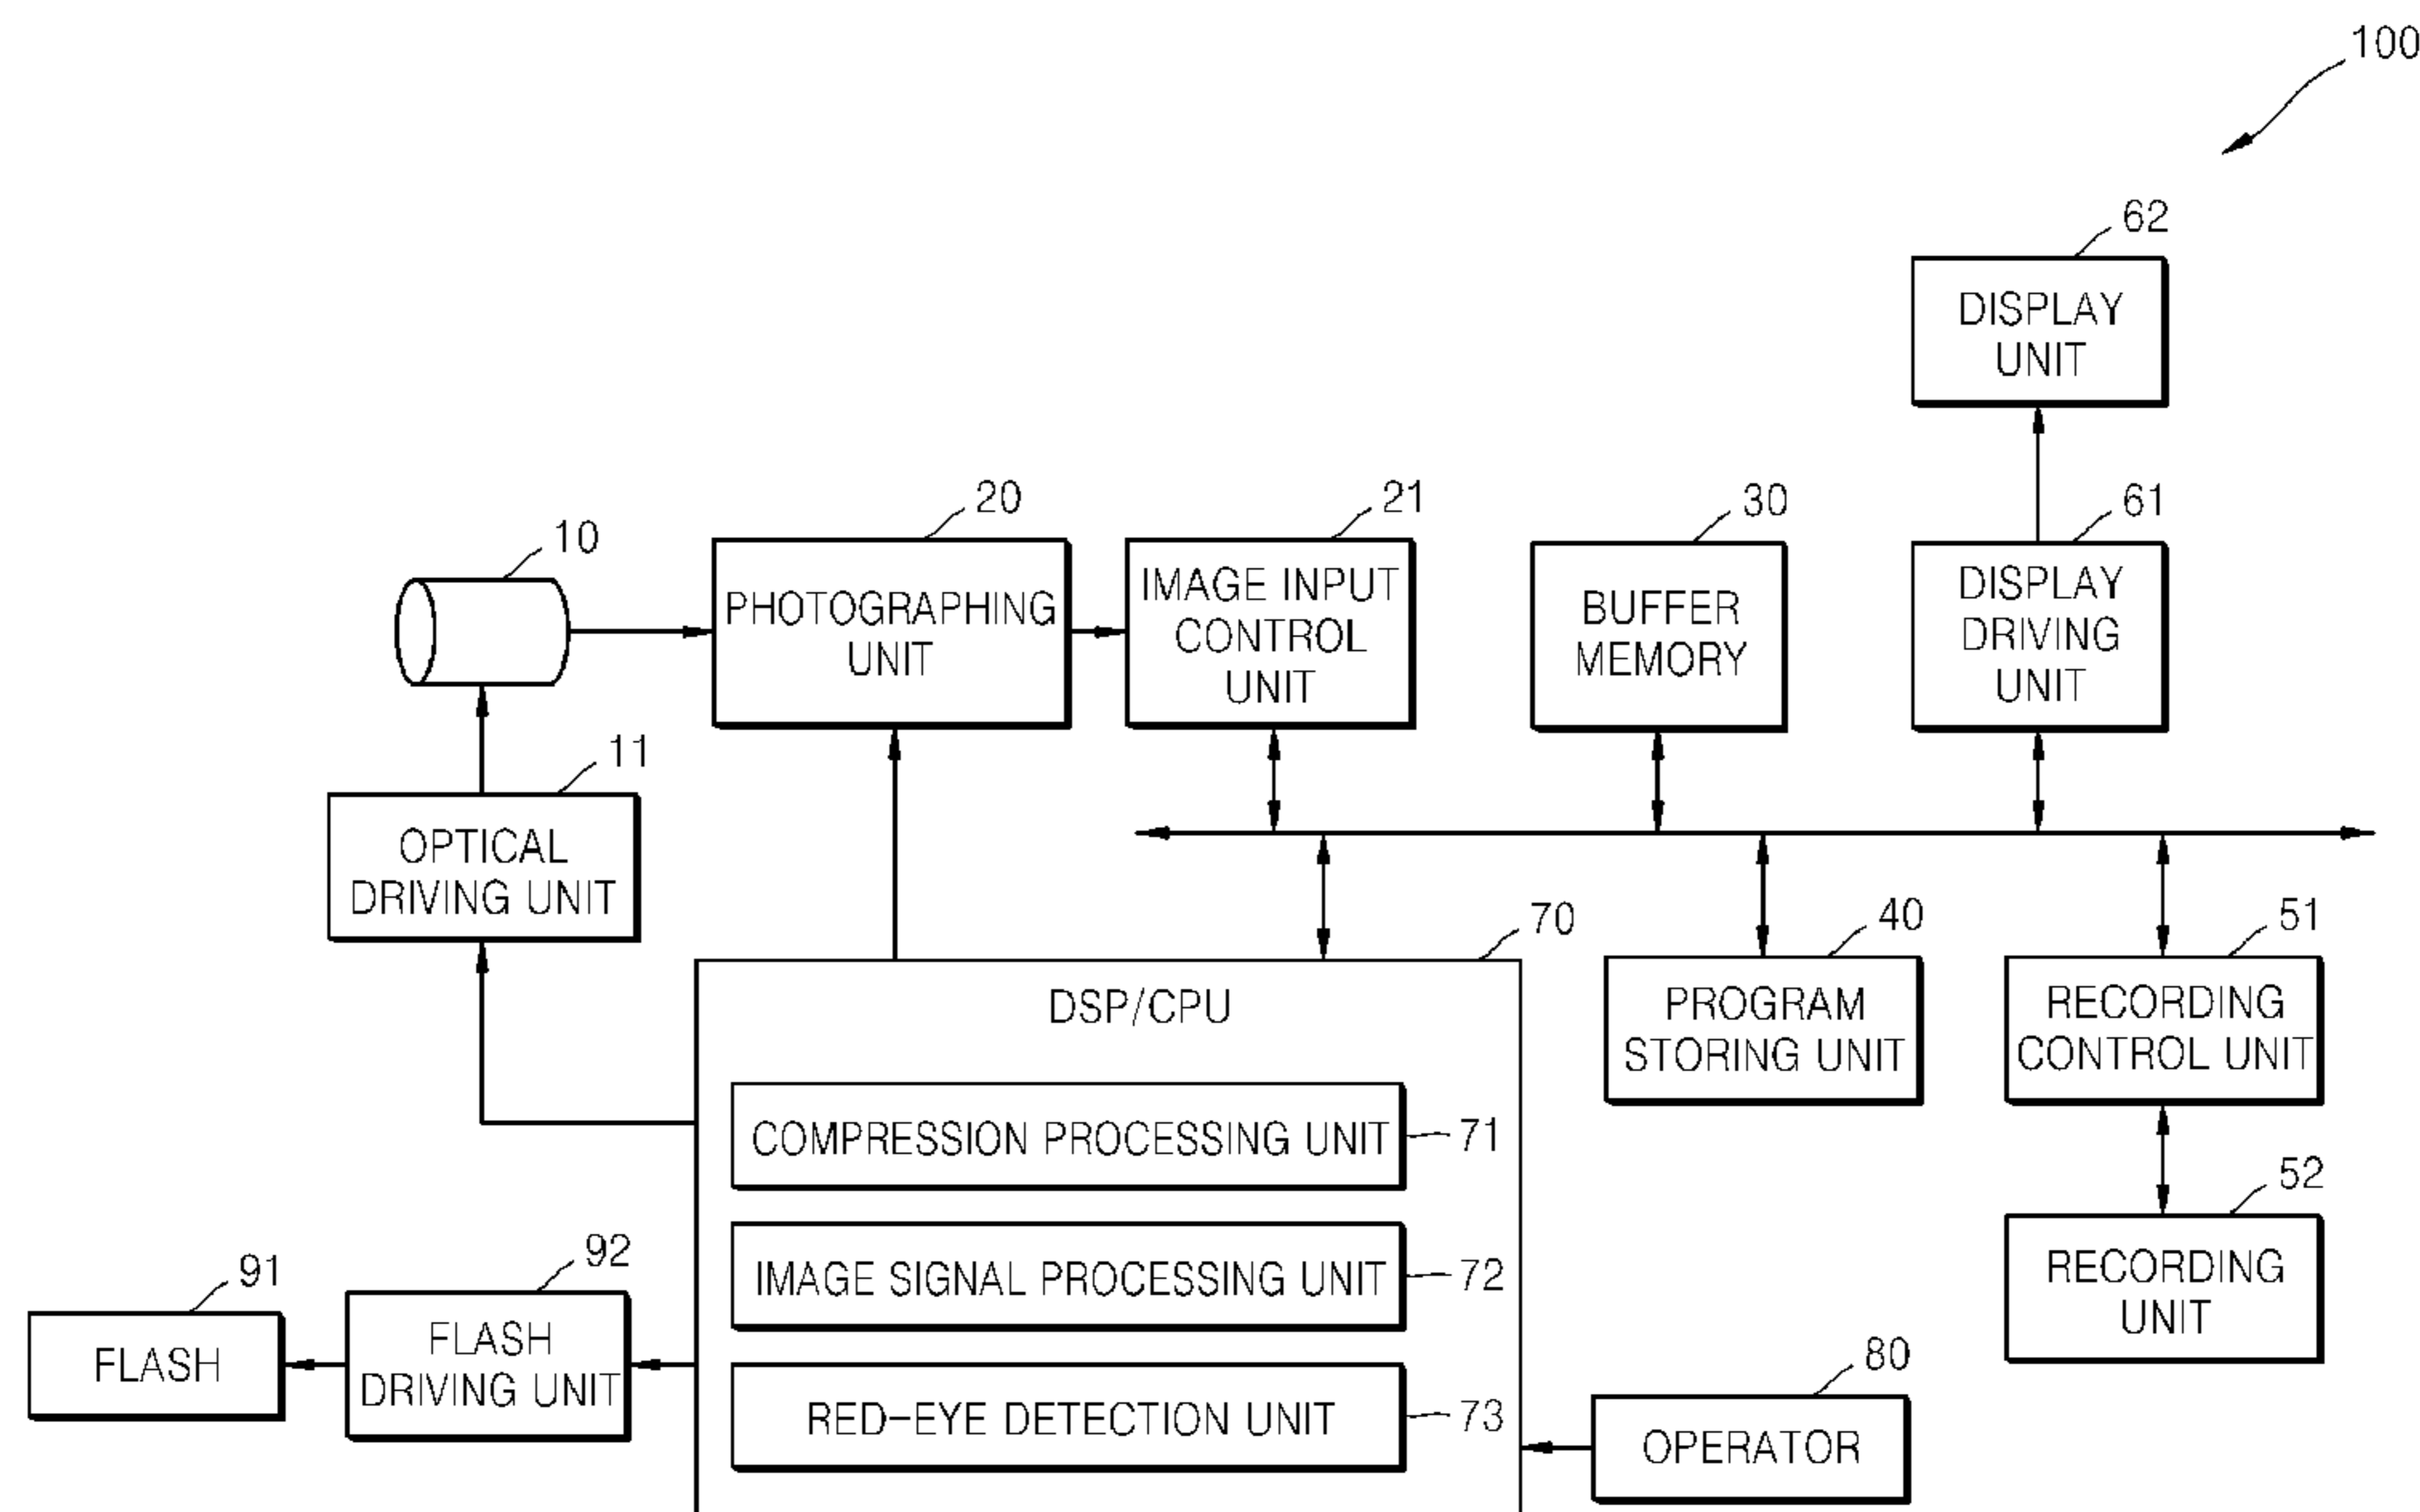 100
62
DISPLAY
UNIT
20
21
30
61
10
PHOTOGRAPHING
UNIT
IMAGE INPUT
CONTROL
UNIT
BUFFER
MEMORY
DISPLAY
DRIVING
UNIT
11
OPTICAL
DRIVING UNIT
70
40
51
DSP/CPU
PROGRAM
STORING UNIT
RECORDING
CONTROL UNIT
COMPRESSION PROCESSING UNIT
71
52
IMAGE SIGNAL PROCESSING UNIT
72
RECORDING
UNIT
91
92
FLASH
FLASH
DRIVING UNIT
RED-EYE DETECTION UNIT
73
80
OPERATOR